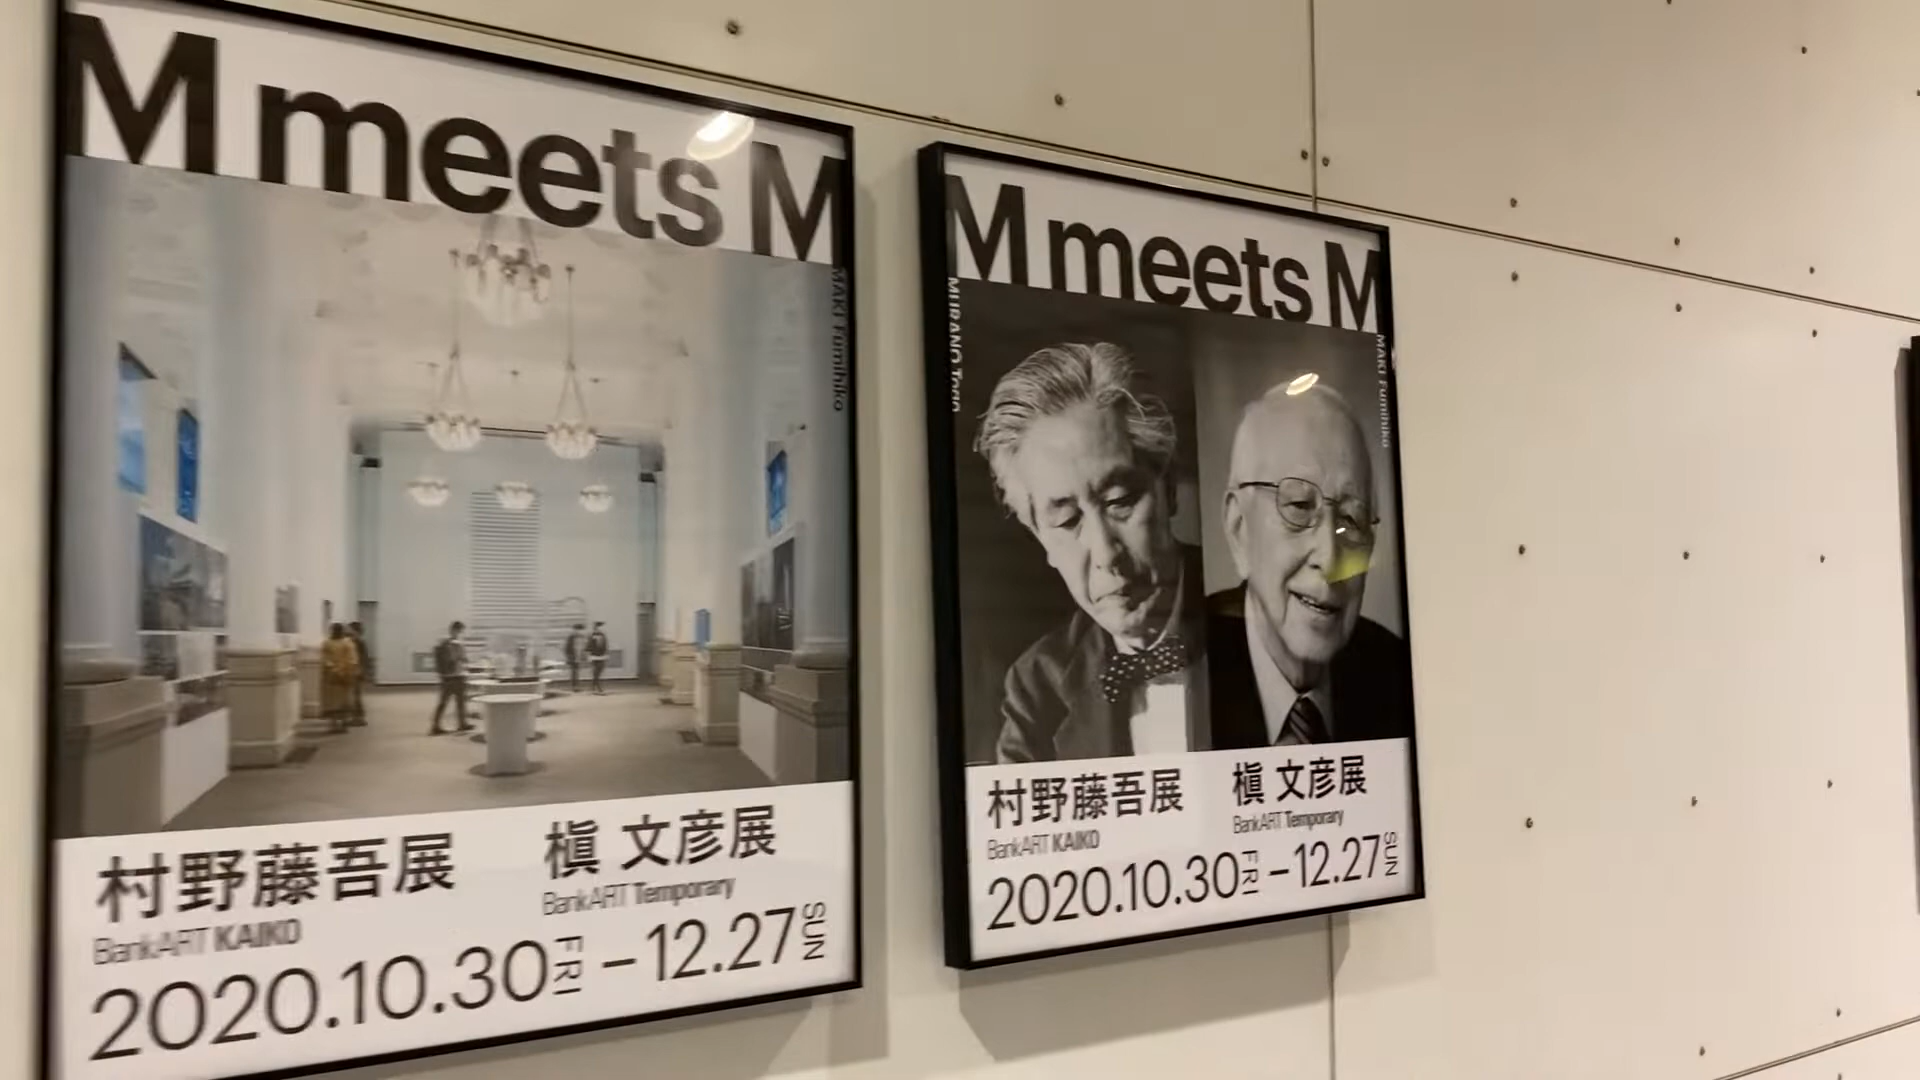 M meets M
MAKI Fumihiko
村野藤吾展
槇 文彦展
BankART KAIKO
BankART Temporary
2020.10.30 FRI – 12.27 SUN
M meets M
MURANO Togo
MAKI Fumihiko
村野藤吾展
槇 文彦展
BankART KAIKO
BankART Temporary
2020.10.30 FRI – 12.27 SUN